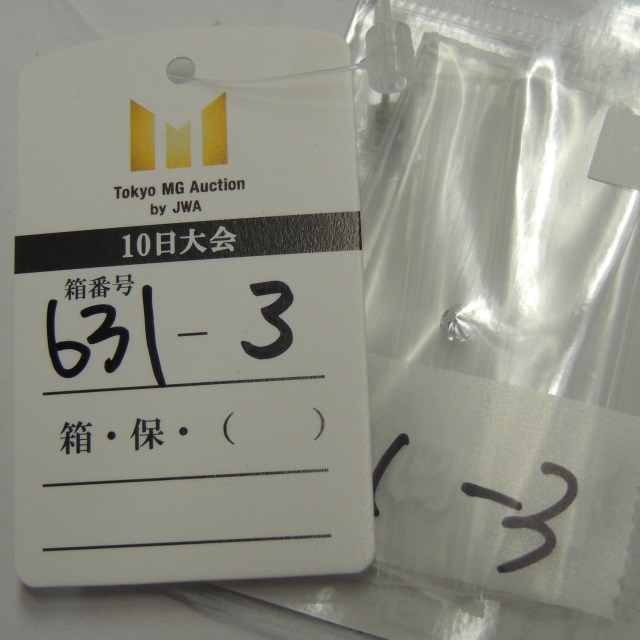 Tokyo MG Auction
by JWA
10日大会
箱番号
631-3
箱・保・(　　)
-3